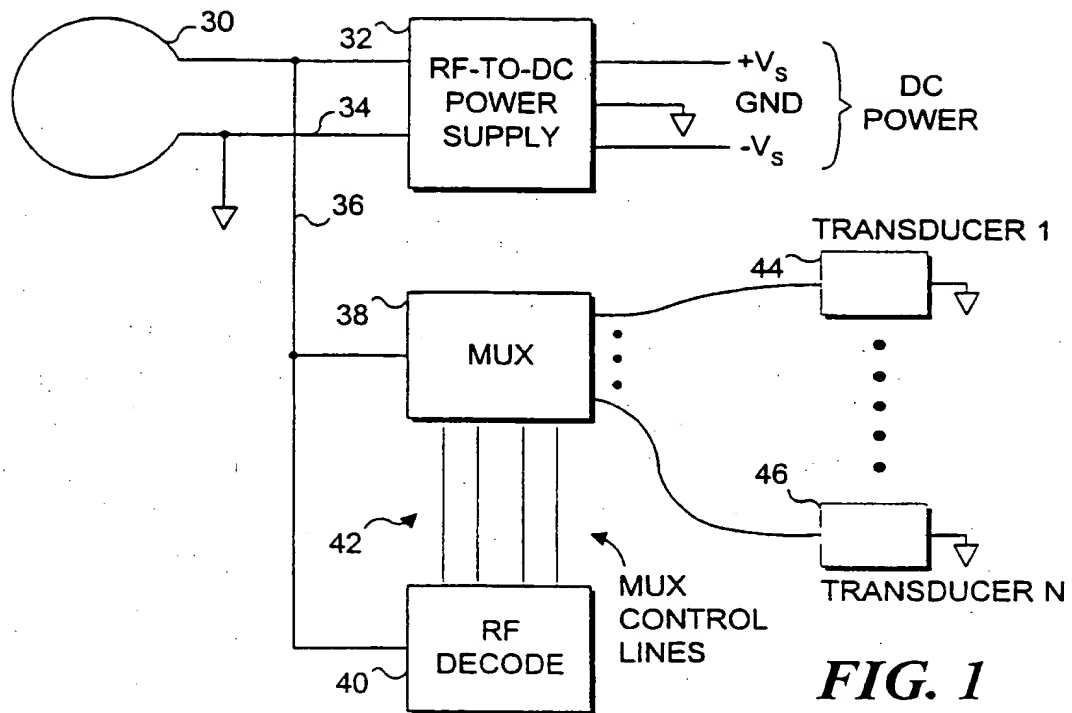 30
32
RF-TO-DC
POWER
SUPPLY
+Vs
GND
-Vs
DC
POWER
34
36
TRANSDUCER 1
44
38
MUX
46
TRANSDUCER N
42
MUX
CONTROL
LINES
RF
DECODE
40
FIG. 1